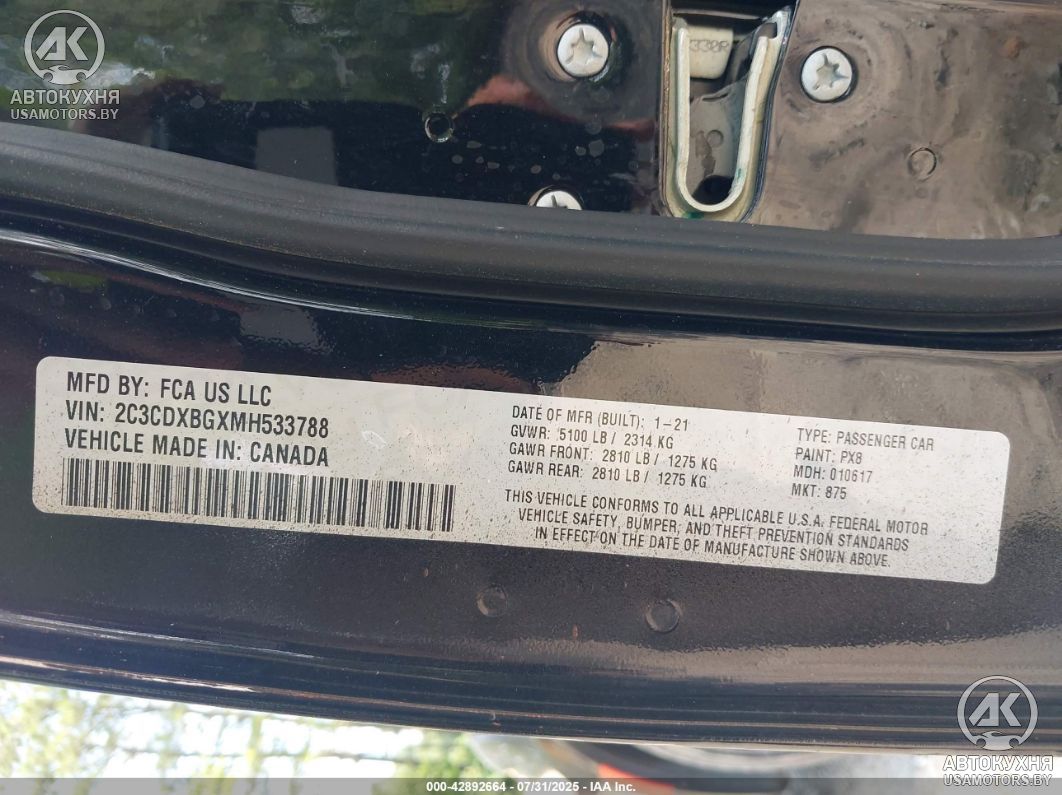 AK
АВТОКУХНЯ
USAMOTORS.BY
330R
MFD BY: FCA US LLC
VIN: 2C3CDXBGXMH533788
VEHICLE MADE IN: CANADA
DATE OF MFR (BUILT): 1-21
GVWR: 5100 LB / 2314 KG
GAWR FRONT: 2810 LB / 1275 KG
GAWR REAR: 2810 LB / 1275 KG
TYPE: PASSENGER CAR
PAINT: PX8
MDH: 010617
MKT: 875
THIS VEHICLE CONFORMS TO ALL APPLICABLE U.S.A. FEDERAL MOTOR
VEHICLE SAFETY, BUMPER, AND THEFT PREVENTION STANDARDS
IN EFFECT ON THE DATE OF MANUFACTURE SHOWN ABOVE.
AK
АВТОКУХНЯ
USAMOTORS.BY
000-42892664 - 07/31/2025 - IAA Inc.